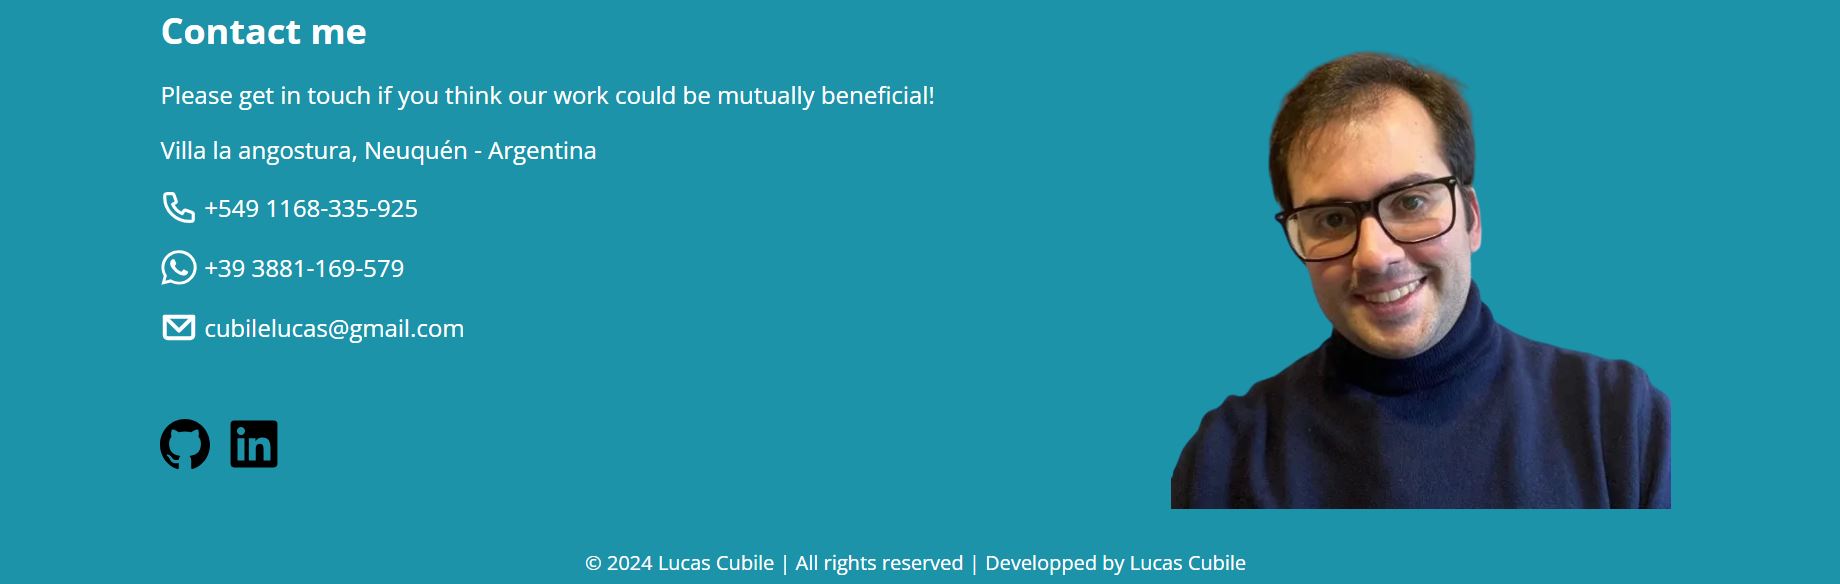 Contact me
Please get in touch if you think our work could be mutually beneficial!
Villa la angostura, Neuquén - Argentina
+549 1168-335-925
+39 3881-169-579
cubilelucas@gmail.com
in
© 2024 Lucas Cubile | All rights reserved | Developped by Lucas Cubile